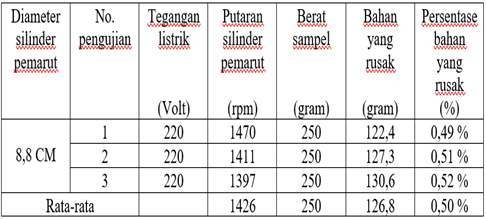 Diameter silinder pemarut | No. pengujian | Tegangan listrik (Volt) | Putaran silinder pemarut (rpm) | Berat sampel (gram) | Bahan yang rusak (gram) | Persentase bahan yang rusak (%)
8,8 CM | 1 | 220 | 1470 | 250 | 122,4 | 0,49 %
2 | 220 | 1411 | 250 | 127,3 | 0,51 %
3 | 220 | 1397 | 250 | 130,6 | 0,52 %
Rata-rata | 1426 | 250 | 126,8 | 0,50 %